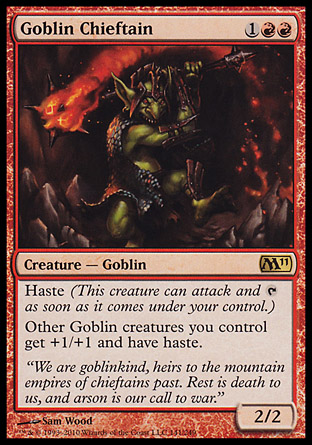 Goblin Chieftain 1
Creature — Goblin M11
Haste (This creature can attack and
as soon as it comes under your control.)
Other Goblin creatures you control
get +1/+1 and have haste.
“We are goblinkind, heirs to the mountain
empires of chieftains past. Rest is death to
us, and arson is our call to war.”
Sam Wood
2/2